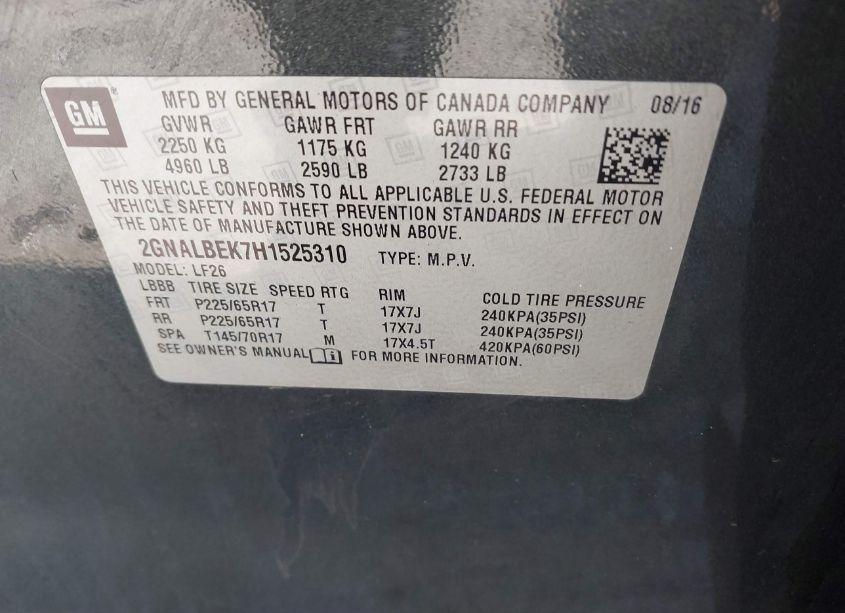 GM
MFD BY GENERAL MOTORS OF CANADA COMPANY 08/16
GVWR GAWR FRT GAWR RR
2250 KG 1175 KG 1240 KG
4960 LB 2590 LB 2733 LB
THIS VEHICLE CONFORMS TO ALL APPLICABLE U.S. FEDERAL MOTOR
VEHICLE SAFETY AND THEFT PREVENTION STANDARDS IN EFFECT ON
THE DATE OF MANUFACTURE SHOWN ABOVE.
2GNALBEK7H1525310 TYPE: M.P.V.
MODEL: LF26
LBBB TIRE SIZE SPEED RTG RIM COLD TIRE PRESSURE
FRT P225/65R17 T 17X7J 240KPA(35PSI)
RR P225/65R17 T 17X7J 240KPA(35PSI)
SPA T145/70R17 M 17X4.5T 420KPA(60PSI)
SEE OWNER'S MANUAL FOR MORE INFORMATION.